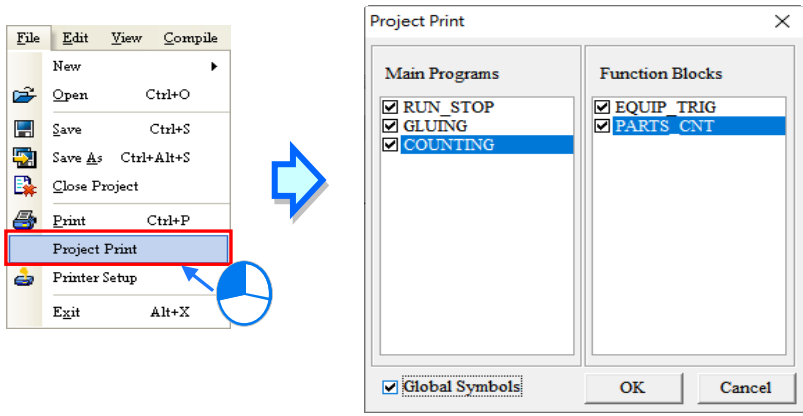 File Edit View Compile
New
Open Ctrl+O
Save Ctrl+S
Save As Ctrl+Alt+S
Close Project
Print Ctrl+P
Project Print
Printer Setup
Exit Alt+X
Project Print
Main Programs
RUN_STOP
GLUING
COUNTING
Function Blocks
EQUIP_TRIG
PARTS_CNT
Global Symbols
OK
Cancel